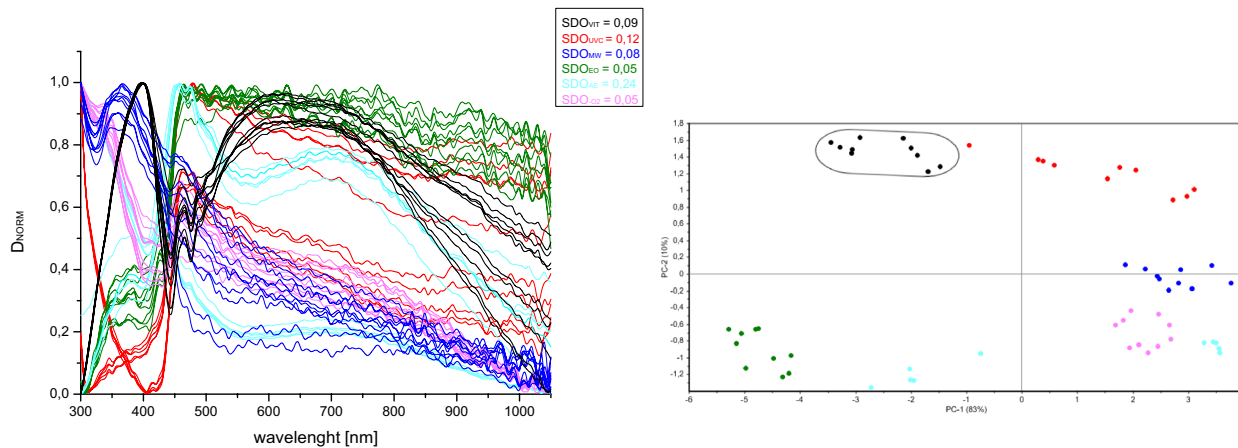 SDOVIT = 0,09
SDOUVC = 0,12
SDOMW = 0,08
SDOEO = 0,05
SDOAE = 0,24
SDO-O2 = 0,05
1,0
0,8
0,6
0,4
0,2
0,0
DNORM
300 400 500 600 700 800 900 1000
wavelenght [nm]
1,8
1,6
1,4
1,2
1
0,8
0,6
0,4
0,2
0
-0,2
-0,4
-0,6
-0,8
-1
-1,2
PC-2 (10%)
-6 -5 -4 -3 -2 -1 0 1 2 3
PC-1 (83%)